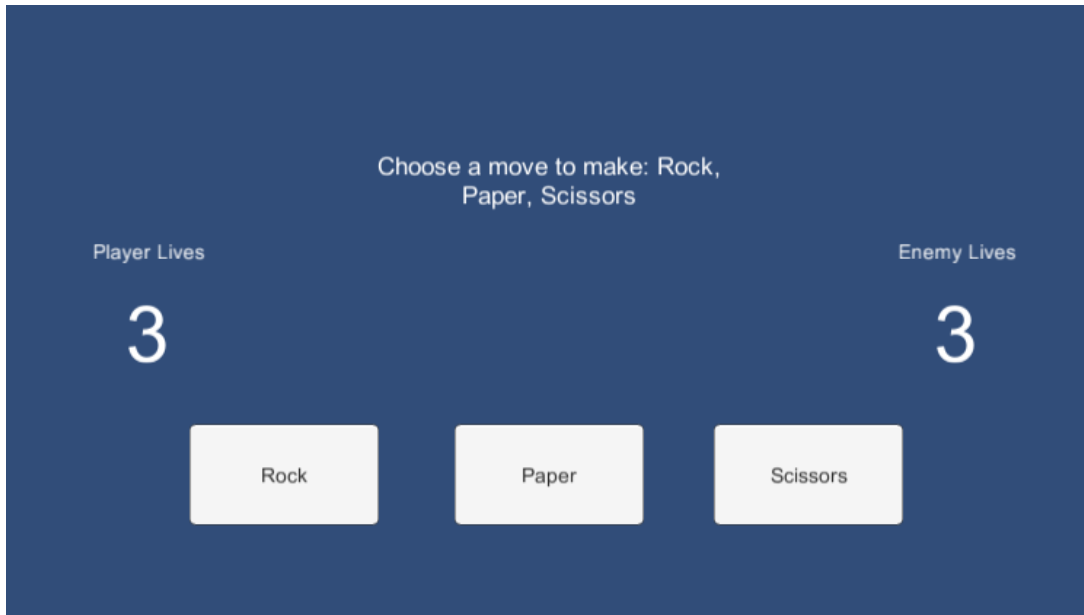 Choose a move to make: Rock,
Paper, Scissors
Player Lives
Enemy Lives
3
3
Rock
Paper
Scissors